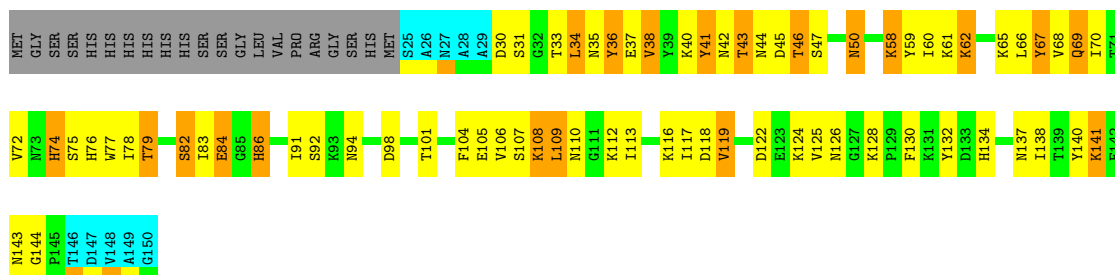 MET GLY SER SER HIS HIS HIS HIS HIS HIS SER SER GLY LEU VAL PRO ARG GLY SER HIS MET S25 A26 N27 A28 A29 D30 S31 G32 T33 L34 N35 Y36 E37 V38 Y39 K40 Y41 N42 T43 N44 D45 T46 S47 N50 K58 Y59 I60 K61 K62 K65 L66 Y67 V68 Q69 I70 T71
V72 N73 H74 S75 H76 W77 I78 T79 S82 I83 E84 G85 H86 I91 S92 K93 N94 D98 T101 F104 E105 V106 S107 K108 L109 N110 G111 K112 I113 K116 I117 D118 V119 D122 E123 K124 V125 N126 G127 K128 P129 F130 K131 Y132 D133 H134 N137 I138 T139 Y140 K141 E142
N143 G144 P145 T146 D147 V148 A149 G150